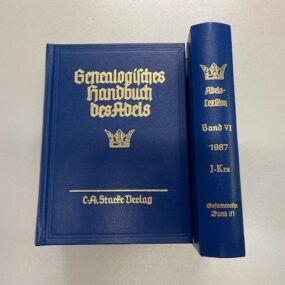 Genealogisches
Handbuch
des Adels
C.A. Starke Verlag
Adels-
Lexikon
Band VI
1987
J-Kra
Gesamtreihe
Band 91